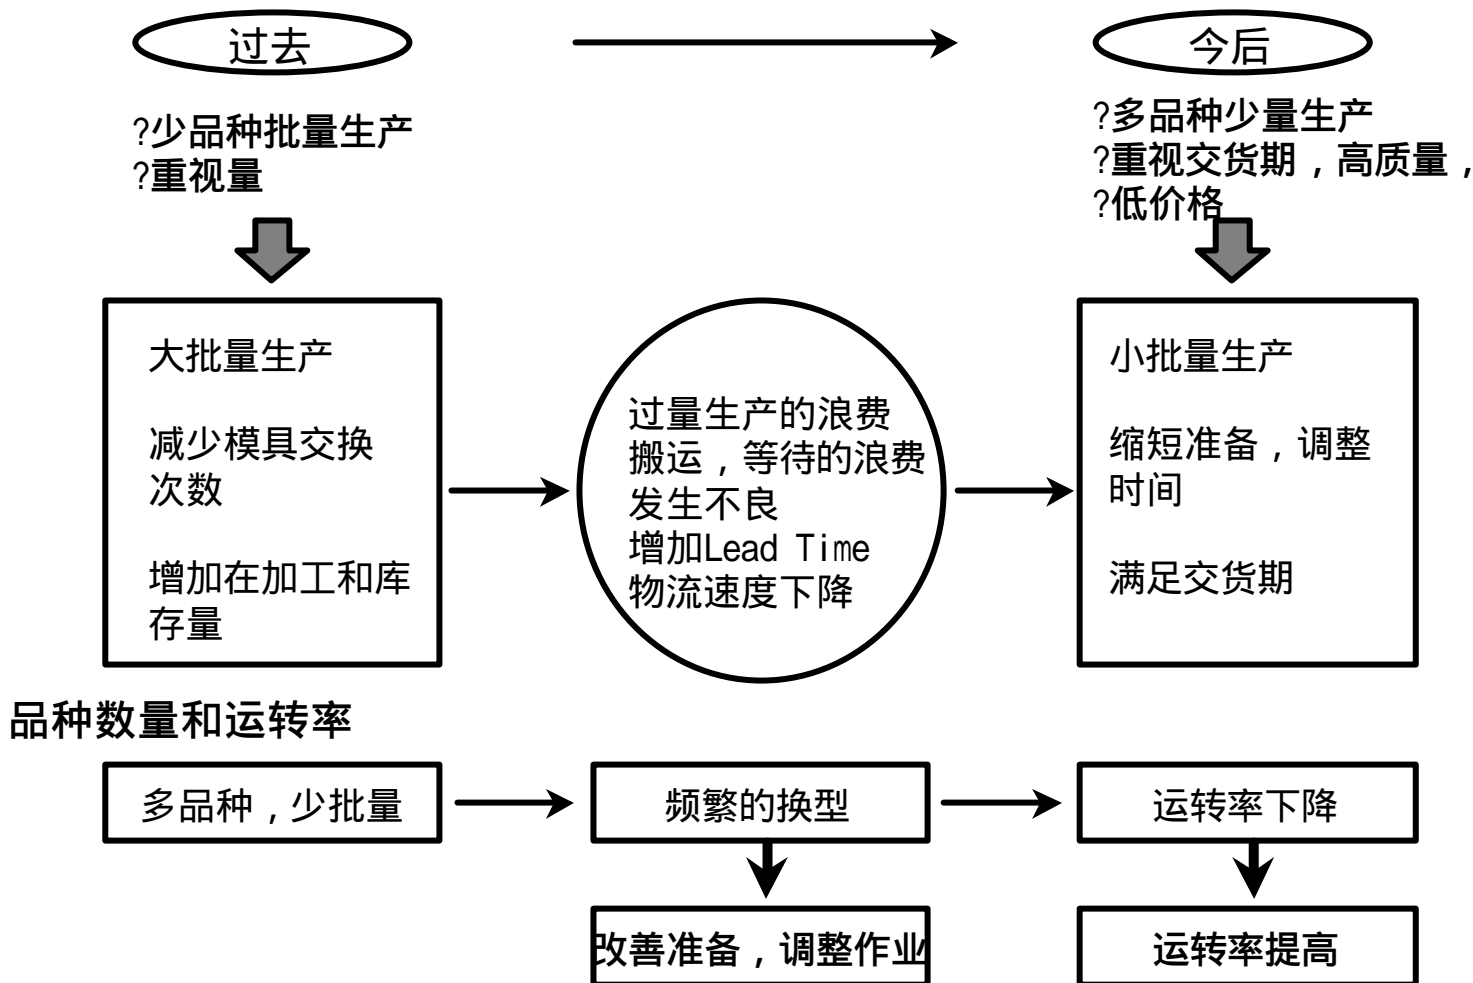 过去
今后
?少品种批量生产
?重视量
?多品种少量生产
?重视交货期，高质量，
?低价格
大批量生产
减少模具交换
次数
增加在加工和库
存量
过量生产的浪费
搬运，等待的浪费
发生不良
增加Lead Time
物流速度下降
小批量生产
缩短准备，调整
时间
满足交货期
品种数量和运转率
多品种，少批量
频繁的换型
运转率下降
改善准备，调整作业
运转率提高